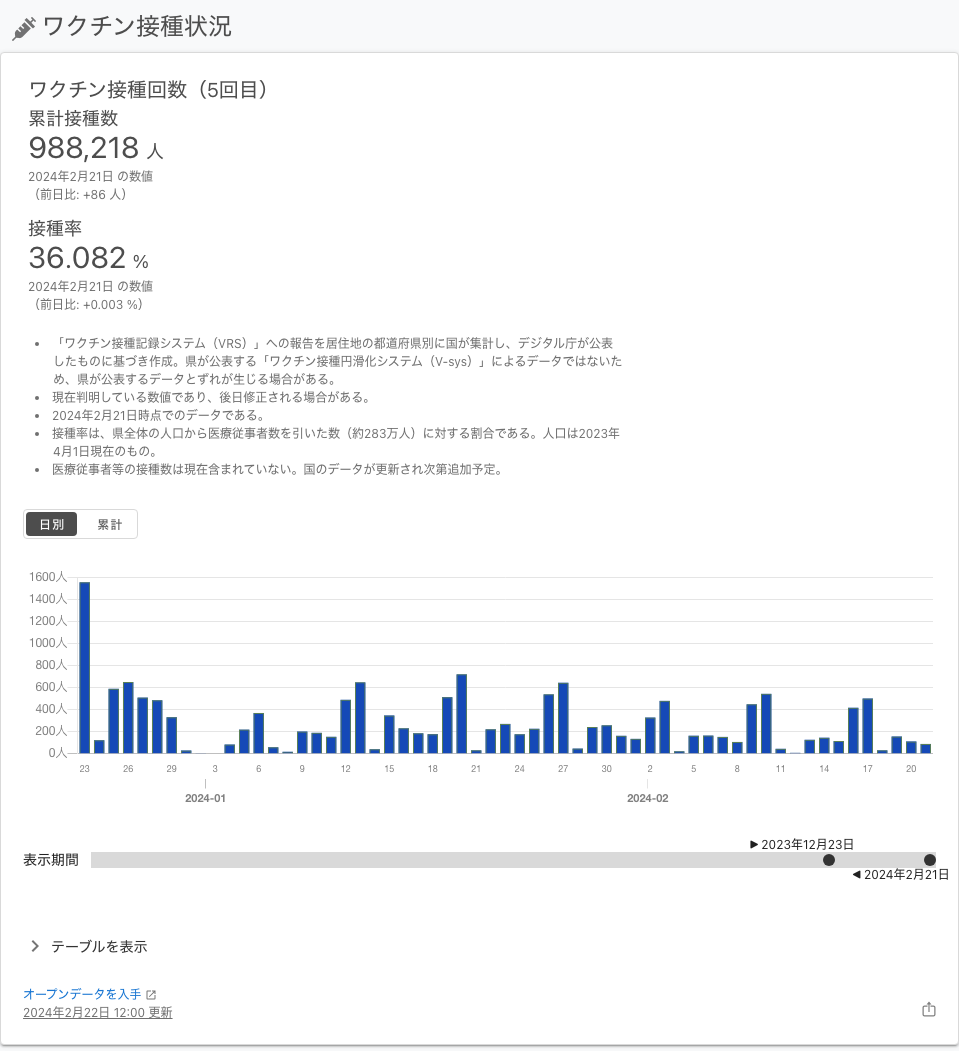 ワクチン接種状況
ワクチン接種回数（5回目）
累計接種数
988,218 人
2024年2月21日 の数値
（前日比: +86 人）
接種率
36.082 %
2024年2月21日 の数値
（前日比: +0.003 %）
• 「ワクチン接種記録システム（VRS）」への報告を居住地の都道府県別に国が集計し、デジタル庁が公表
したものに基づき作成。県が公表する「ワクチン接種円滑化システム（V-sys）」によるデータではないた
め、県が公表するデータとずれが生じる場合がある。
• 現在判明している数値であり、後日修正される場合がある。
• 2024年2月21日時点でのデータである。
• 接種率は、県全体の人口から医療従事者数を引いた数（約283万人）に対する割合である。人口は2023年
4月1日現在のもの。
• 医療従事者等の接種数は現在含まれていない。国のデータが更新され次第追加予定。
日別 累計
1600人
1400人
1200人
1000人
800人
600人
400人
200人
0人
23 26 29 3 6 9 12 15 18 21 24 27 30 2 5 8 11 14 17 20
2024-01 2024-02
▶ 2023年12月23日
表示期間
◀ 2024年2月21日
テーブルを表示
オープンデータを入手
2024年2月22日 12:00 更新